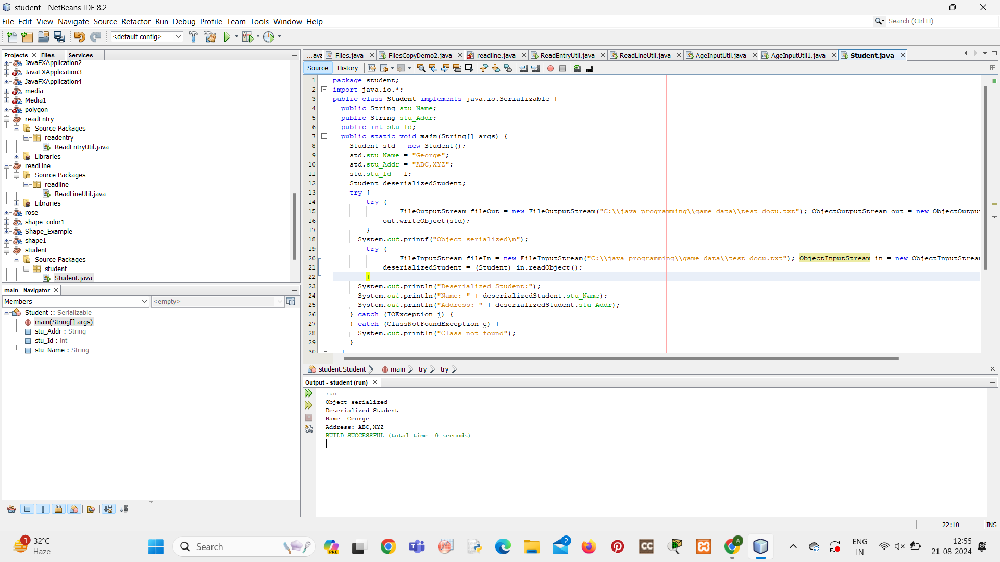 student - NetBeans IDE 8.2
File Edit View Navigate Source Refactor Run Debug Profile Team Tools Window Help
Search (Ctrl+I)
<default config>
Projects Files Services
JavaFXApplication2
JavaFXApplication3
JavaFXApplication4
media
Media1
polygon
readEntry
Source Packages
readentry
ReadEntryUtil.java
Libraries
readLine
Source Packages
readline
ReadLineUtil.java
Libraries
rose
shape_color1
Shape_Example
shape1
student
Source Packages
student
Student.java
main - Navigator
Members <empty>
Student :: Serializable
main(String[] args)
stu_Addr : String
stu_Id : int
stu_Name : String
...ava Files.java FilesCopyDemo2.java readline.java ReadEntryUtil.java ReadLineUtil.java AgeInputUtil.java AgeInputUtil1.java Student.java
Source History
1 package student;
2 import java.io.*;
3 public class Student implements java.io.Serializable {
4 public String stu_Name;
5 public String stu_Addr;
6 public int stu_Id;
7 public static void main(String[] args) {
8 Student std = new Student();
9 std.stu_Name = "George";
10 std.stu_Addr = "ABC,XYZ";
11 std.stu_Id = 1;
12 Student deserializedStudent;
13 try {
14 try (
15 FileOutputStream fileOut = new FileOutputStream("C:\\java programming\\game data\\test_docu.txt"); ObjectOutputStream out = new ObjectOutput
16 out.writeObject(std);
17 }
18 System.out.printf("Object serialized\n");
19 try (
20 FileInputStream fileIn = new FileInputStream("C:\\java programming\\game data\\test_docu.txt"); ObjectInputStream in = new ObjectInputStream
21 deserializedStudent = (Student) in.readObject();
22 }
23 System.out.println("Deserialized Student:");
24 System.out.println("Name: " + deserializedStudent.stu_Name);
25 System.out.println("Address: " + deserializedStudent.stu_Addr);
26 } catch (IOException i) {
27 } catch (ClassNotFoundException e) {
28 System.out.println("Class not found");
29 }
30 }
student.Student main try try
Output - student (run)
run:
Object serialized
Deserialized Student:
Name: George
Address: ABC,XYZ
BUILD SUCCESSFUL (total time: 0 seconds)
22:10 INS
1 32°C
Haze
Search
PRE
2
CC
A
ENG
IN
12:55
21-08-2024